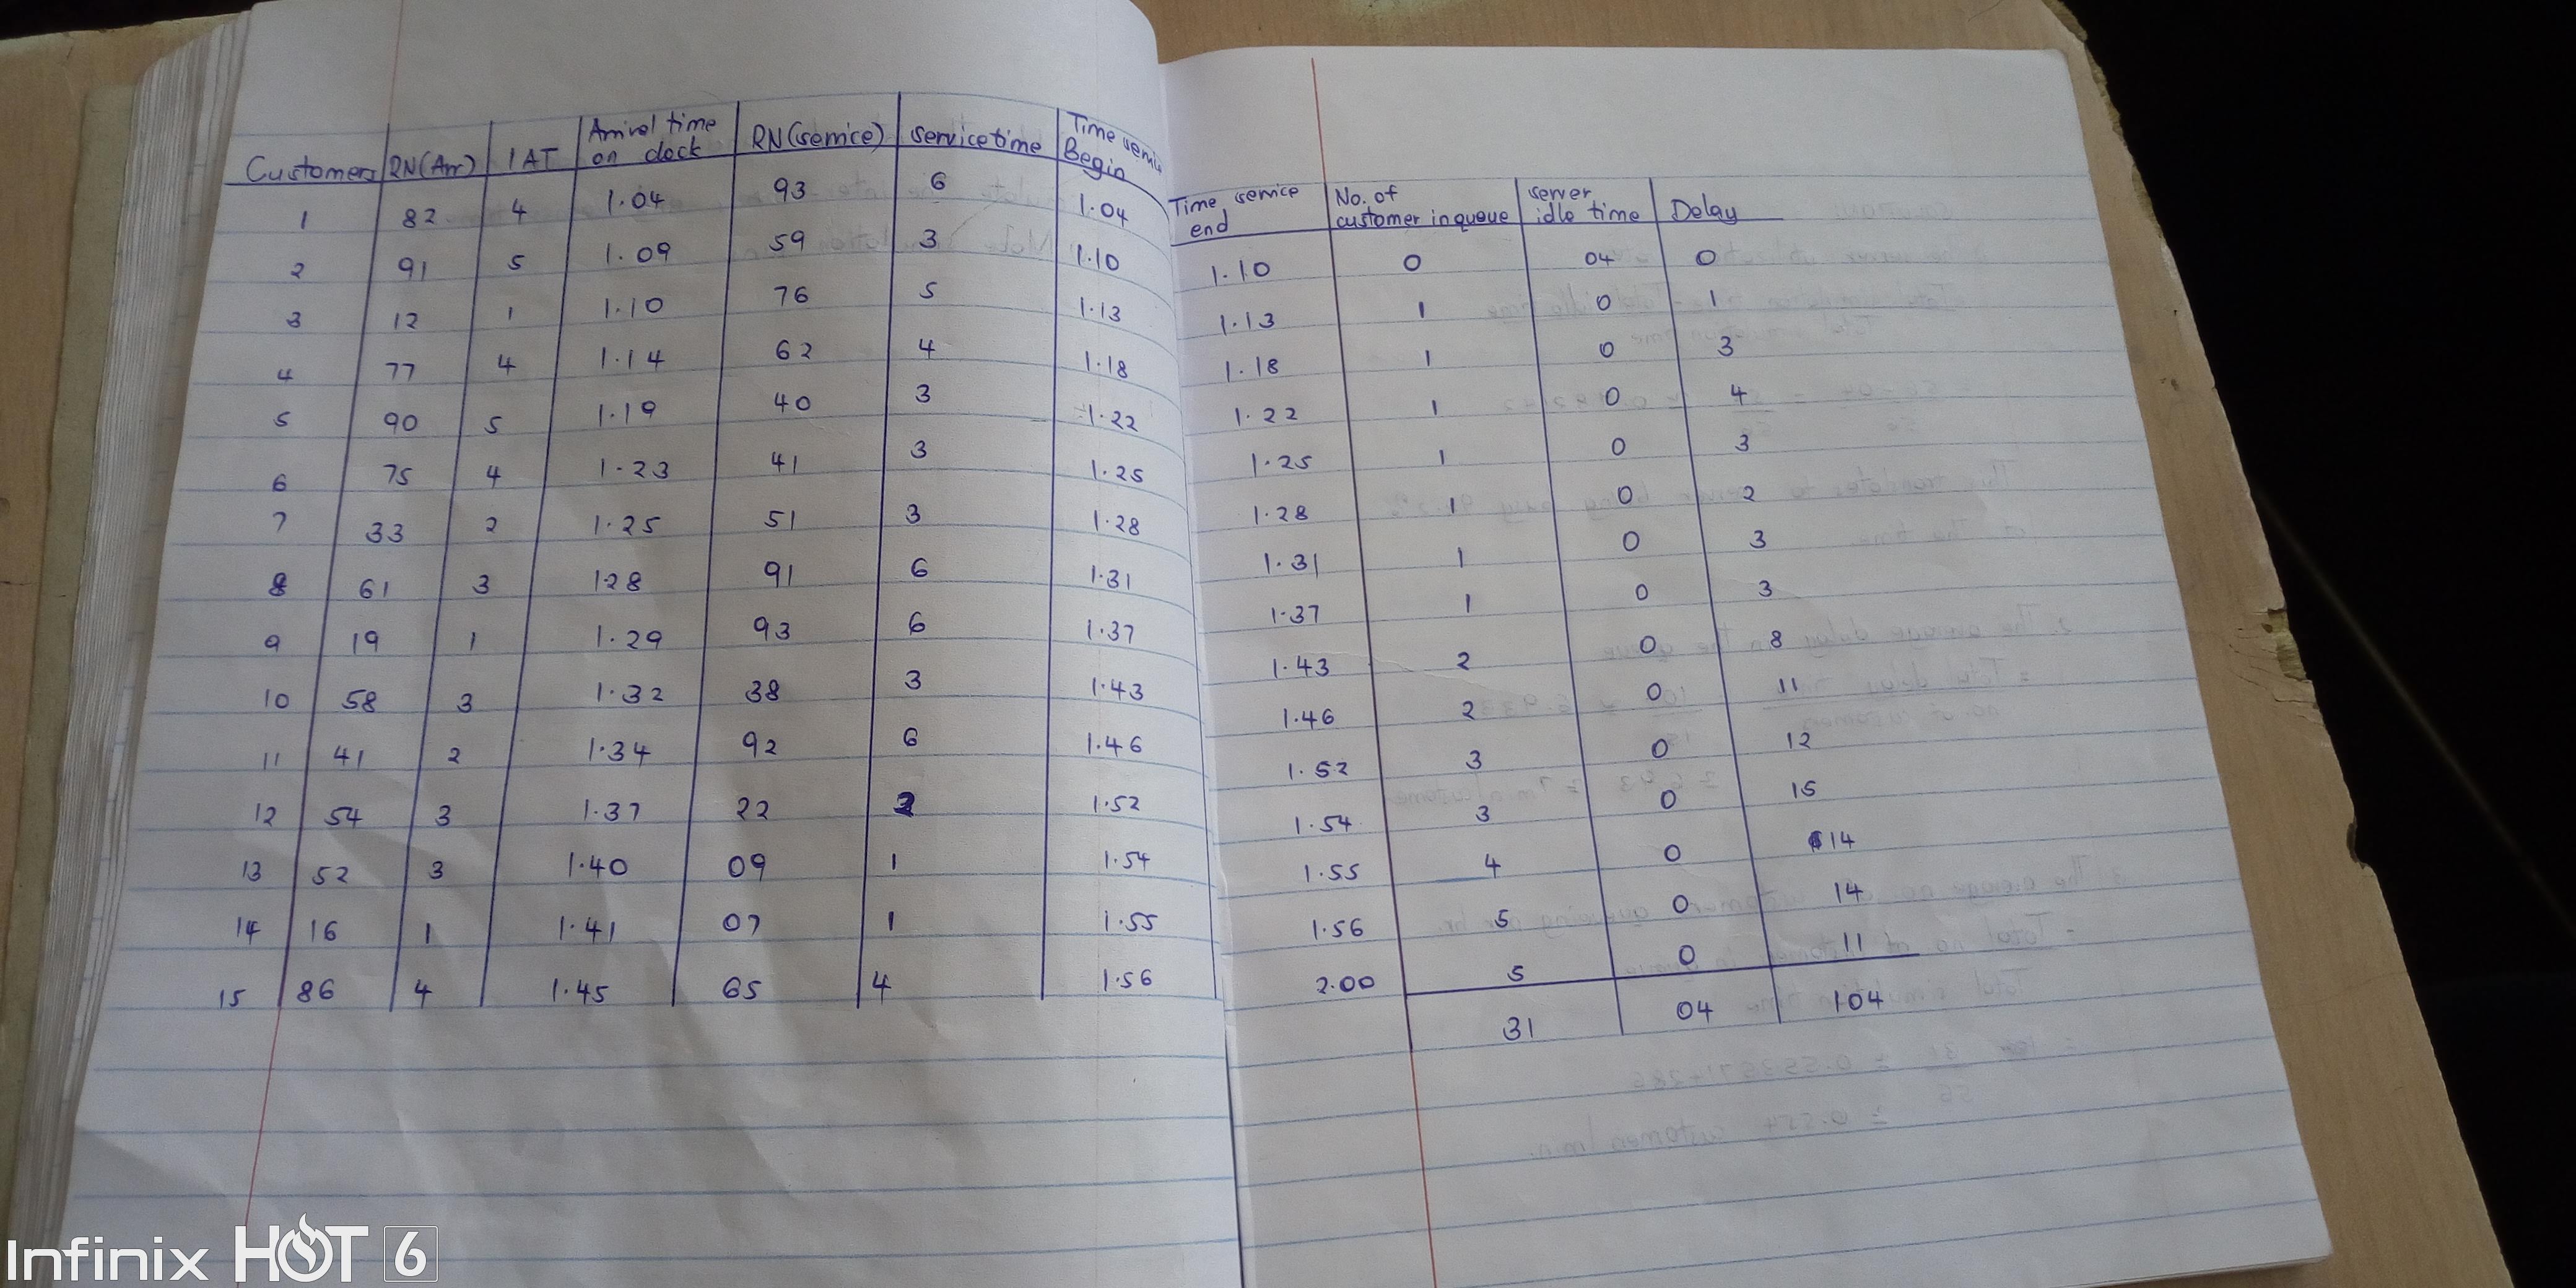 Customers RN(Arr) IAT Arrival time on clock RN(service) service time Time Begin
1 82 4 1.04 93 6 1.04
2 91 5 1.09 59 3 1.10
3 12 1 1.10 76 5 1.13
4 77 4 1.14 62 4 1.18
5 90 5 1.19 40 3 1.22
6 75 4 1.23 41 3 1.25
7 33 2 1.25 51 3 1.28
8 61 3 128 91 6 1.31
9 19 1 1.29 93 6 1.37
10 58 3 1.32 38 3 1.43
11 41 2 1.34 92 6 1.46
12 54 3 1.37 22 2 1.52
13 52 3 1.40 09 1 1.54
14 16 1 1.41 07 1 1.55
15 86 4 1.45 65 4 1.56
Time service end No. of customer in queue server idle time Delay
1.10 0 04 0
1.13 1 0 1
1.18 1 0 3
1.22 1 0 4
1.25 1 0 3
1.28 1 0 2
1.31 1 0 3
1.37 1 0 3
1.43 2 0 8
1.46 2 0 11
1.52 3 0 12
1.54 3 0 15
1.55 4 0 14
1.56 5 0 14
2.00 5 0 11
31 04 104
Infinix HOT 6